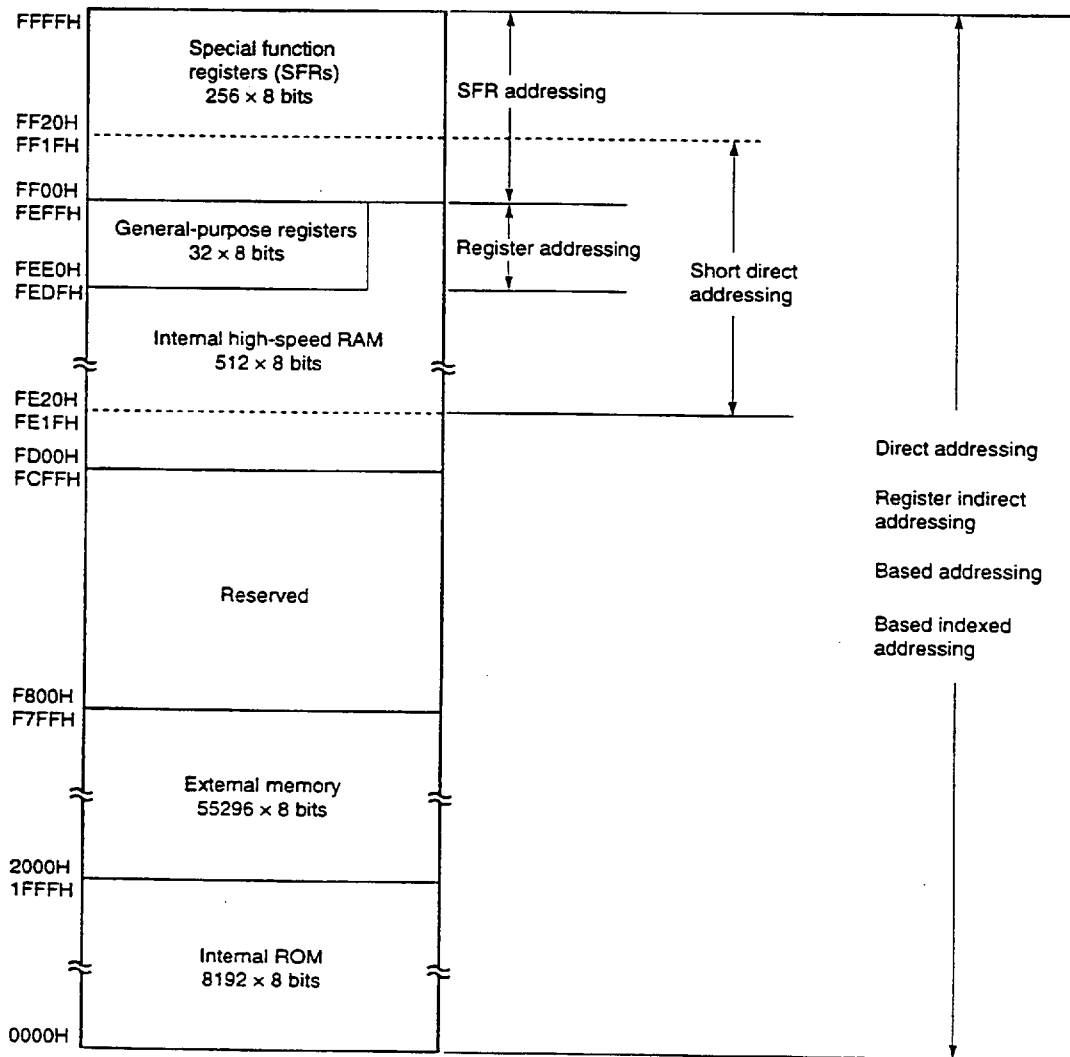 FFFFH
Special function
registers (SFRs)
256 × 8 bits
SFR addressing
FF20H
FF1FH
FF00H
FEFFH
General-purpose registers
32 × 8 bits
Register addressing
Short direct
addressing
FEE0H
FEDFH
Internal high-speed RAM
512 × 8 bits
FE20H
FE1FH
FD00H
FCFFH
Direct addressing
Register indirect
addressing
Based addressing
Based indexed
addressing
Reserved
F800H
F7FFH
External memory
55296 × 8 bits
2000H
1FFFH
Internal ROM
8192 × 8 bits
0000H